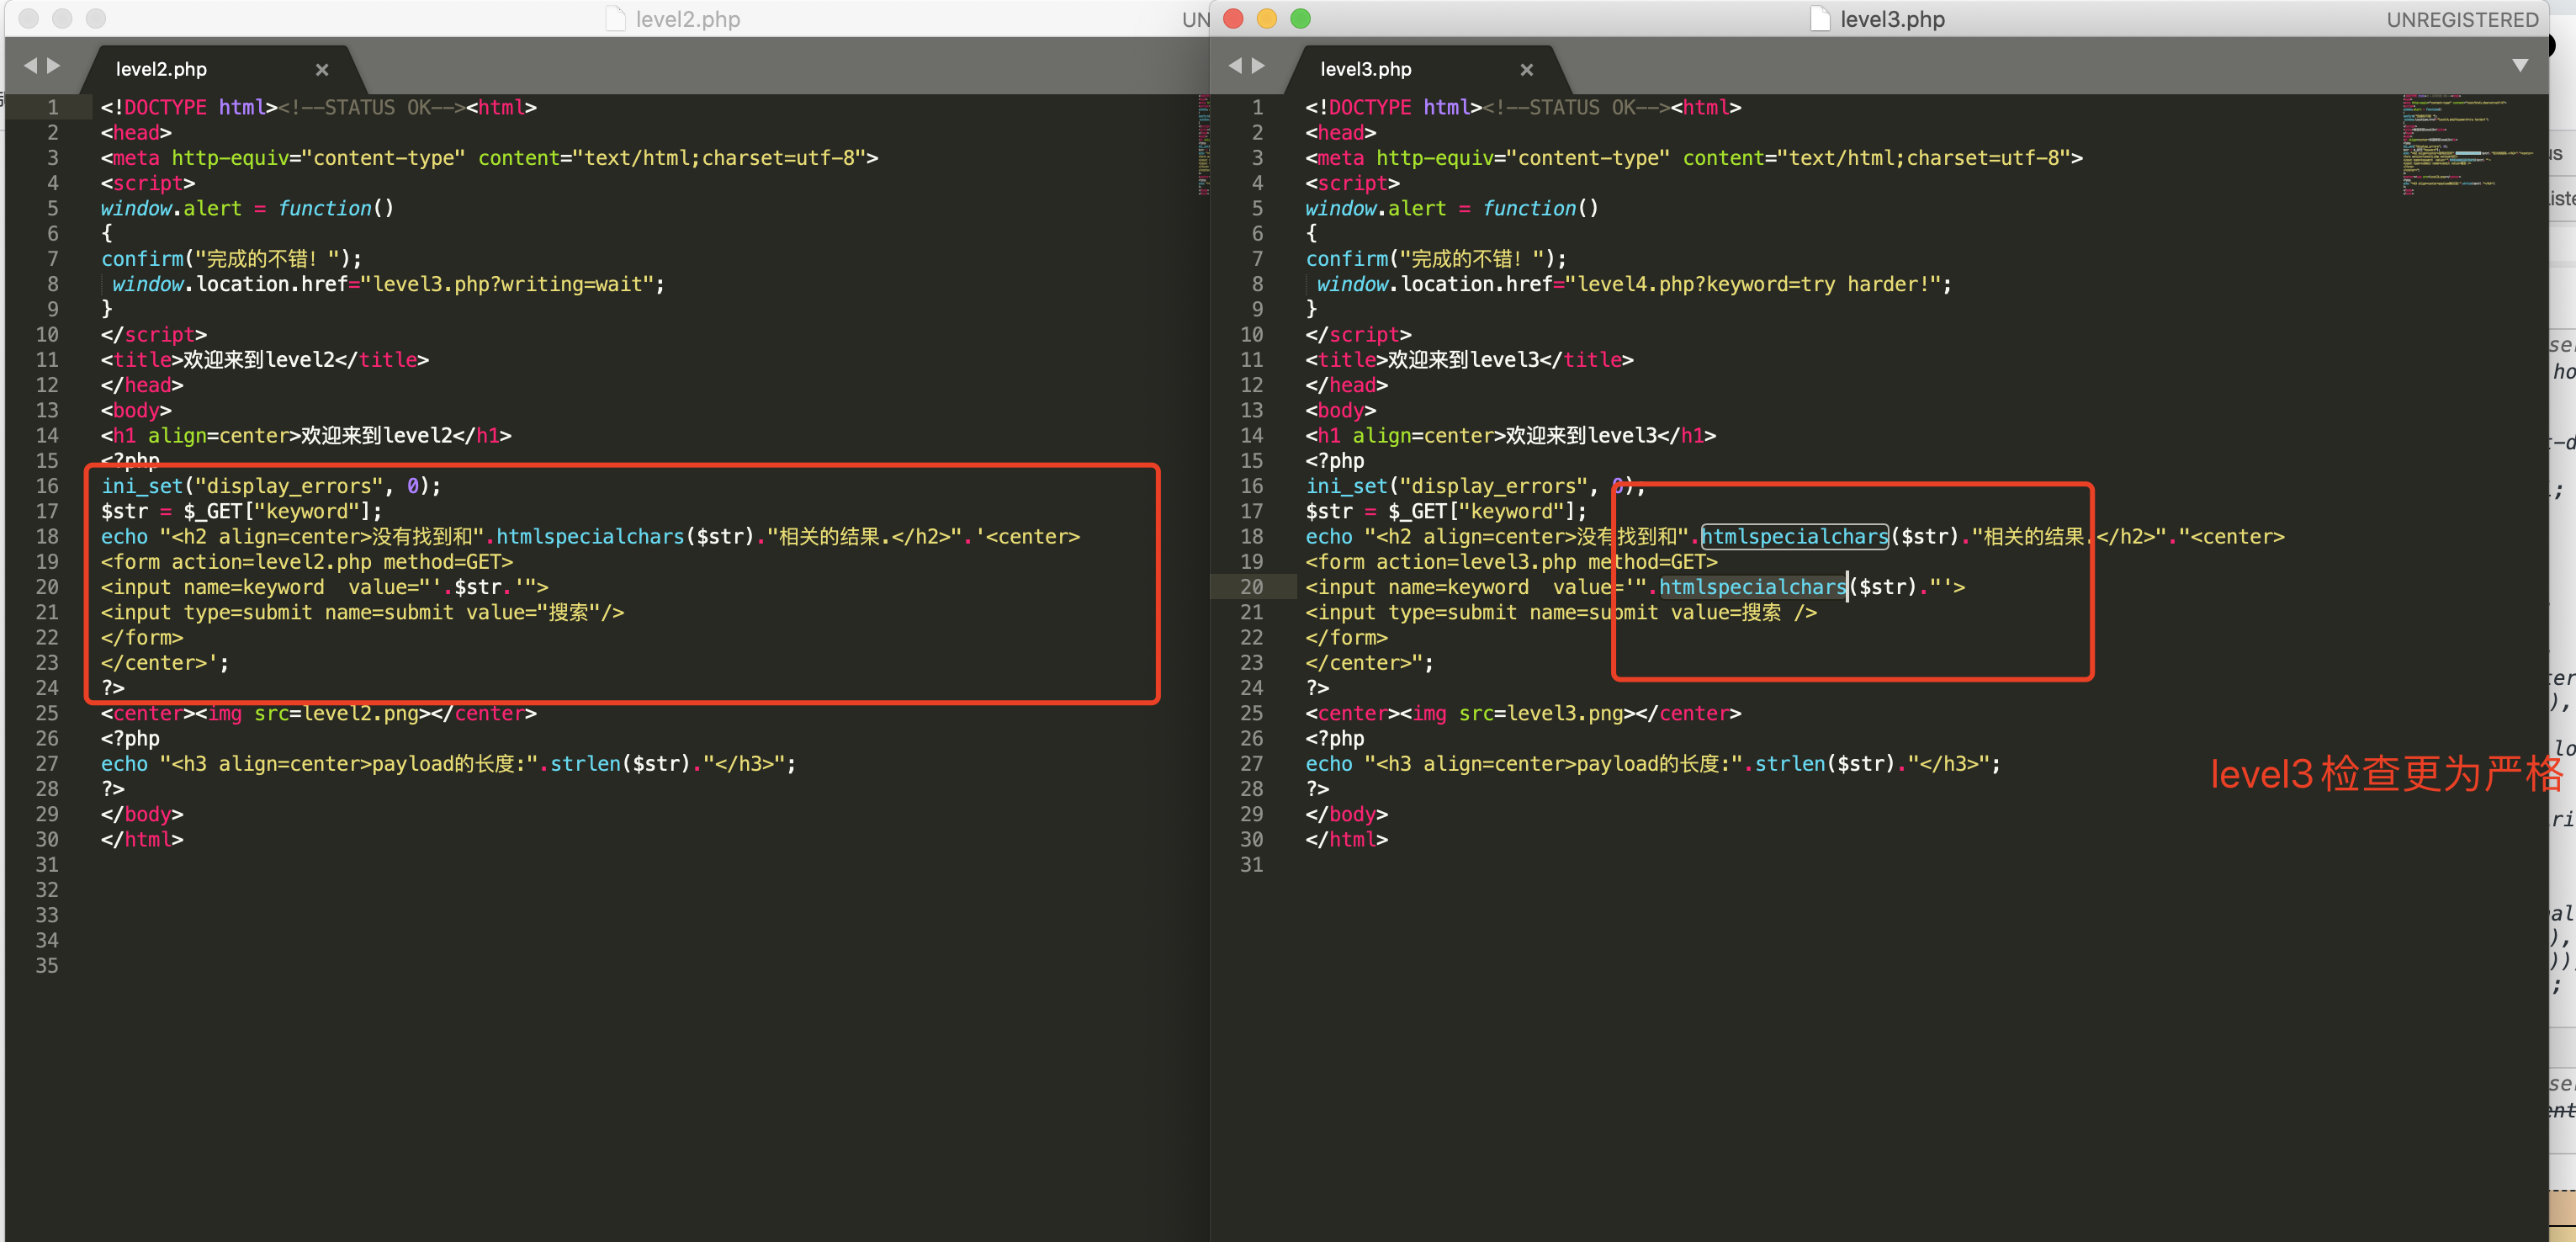 level2.php
UN
level2.php ×
1 <!DOCTYPE html><!--STATUS OK--><html>
2 <head>
3 <meta http-equiv="content-type" content="text/html;charset=utf-8">
4 <script>
5 window.alert = function()
6 {
7 confirm("完成的不错！");
8  window.location.href="level3.php?writing=wait";
9 }
10 </script>
11 <title>欢迎来到level2</title>
12 </head>
13 <body>
14 <h1 align=center>欢迎来到level2</h1>
15 <?php
16 ini_set("display_errors", 0);
17 $str = $_GET["keyword"];
18 echo "<h2 align=center>没有找到和".htmlspecialchars($str)."相关的结果.</h2>".'<center>
19 <form action=level2.php method=GET>
20 <input name=keyword  value="'.$str.'">
21 <input type=submit name=submit value="搜索"/>
22 </form>
23 </center>';
24 ?>
25 <center><img src=level2.png></center>
26 <?php
27 echo "<h3 align=center>payload的长度:".strlen($str)."</h3>";
28 ?>
29 </body>
30 </html>
31
32
33
34
35
level3.php
UNREGISTERED
level3.php ×
1 <!DOCTYPE html><!--STATUS OK--><html>
2 <head>
3 <meta http-equiv="content-type" content="text/html;charset=utf-8">
4 <script>
5 window.alert = function()
6 {
7 confirm("完成的不错！");
8  window.location.href="level4.php?keyword=try harder!";
9 }
10 </script>
11 <title>欢迎来到level3</title>
12 </head>
13 <body>
14 <h1 align=center>欢迎来到level3</h1>
15 <?php
16 ini_set("display_errors", 0);
17 $str = $_GET["keyword"];
18 echo "<h2 align=center>没有找到和".htmlspecialchars($str)."相关的结果.</h2>"."<center>
19 <form action=level3.php method=GET>
20 <input name=keyword  value='".htmlspecialchars($str)."'>
21 <input type=submit name=submit value=搜索 />
22 </form>
23 </center>";
24 ?>
25 <center><img src=level3.png></center>
26 <?php
27 echo "<h3 align=center>payload的长度:".strlen($str)."</h3>";
28 ?>
29 </body>
30 </html>
31
level3检查更为严格